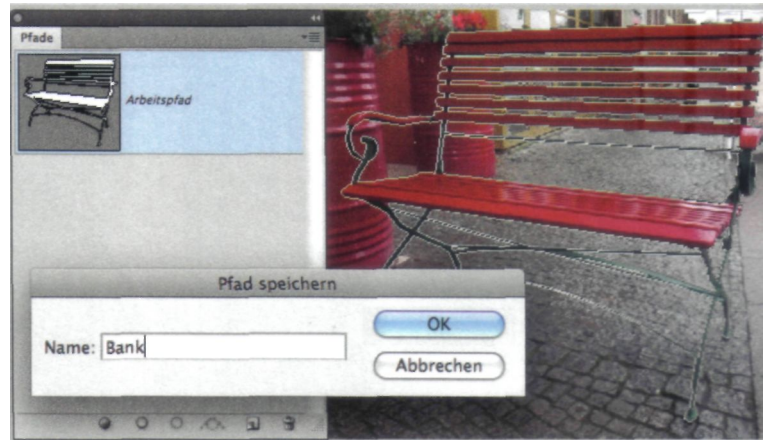 Pfade
Arbeitspfad
Pfad speichern
Name: Bank
OK
Abbrechen